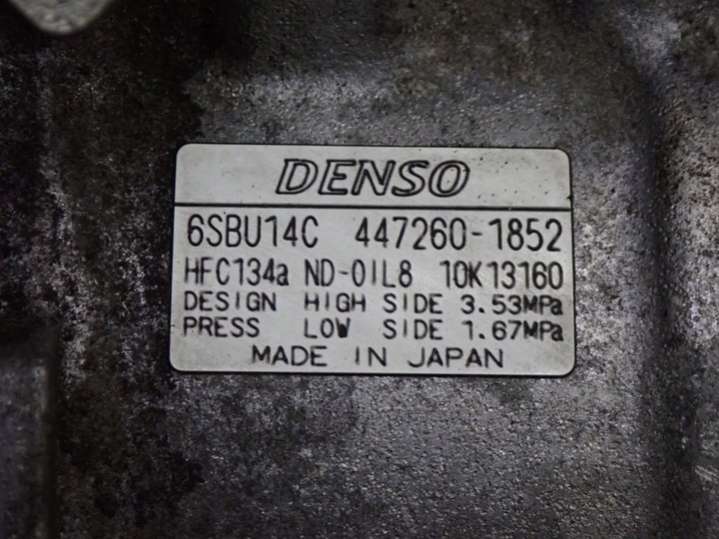 DENSO
6SBU14C 447260-1852
HFC134a ND-OIL8 10K13160
DESIGN HIGH SIDE 3.53MPa
PRESS LOW SIDE 1.67MPa
MADE IN JAPAN